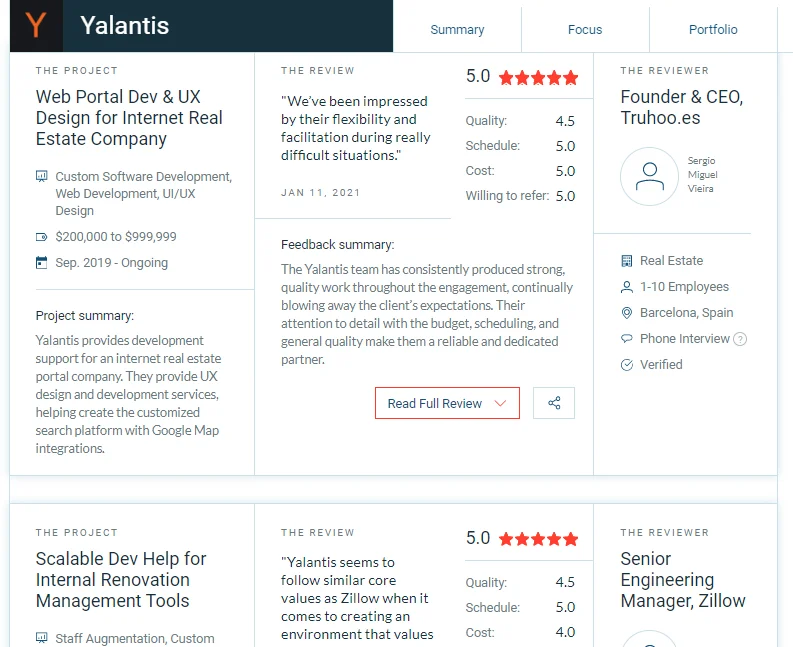 Y Yalantis
Summary
Focus
Portfolio
THE PROJECT
Web Portal Dev & UX
Design for Internet Real
Estate Company
Custom Software Development,
Web Development, UI/UX
Design
$200,000 to $999,999
Sep. 2019 - Ongoing
Project summary:
Yalantis provides development
support for an internet real estate
portal company. They provide UX
design and development services,
helping create the customized
search platform with Google Map
integrations.
THE REVIEW
"We've been impressed
by their flexibility and
facilitation during really
difficult situations."
JAN 11, 2021
5.0
Quality: 4.5
Schedule: 5.0
Cost: 5.0
Willing to refer: 5.0
Feedback summary:
The Yalantis team has consistently produced strong,
quality work throughout the engagement, continually
blowing away the client's expectations. Their
attention to detail with the budget, scheduling, and
general quality make them a reliable and dedicated
partner.
Read Full Review
THE REVIEWER
Founder & CEO,
Truhoo.es
Sergio
Miguel
Vieira
Real Estate
1-10 Employees
Barcelona, Spain
Phone Interview ?
Verified
THE PROJECT
Scalable Dev Help for
Internal Renovation
Management Tools
Staff Augmentation, Custom
THE REVIEW
"Yalantis seems to
follow similar core
values as Zillow when it
comes to creating an
environment that values
5.0
Quality: 4.5
Schedule: 5.0
Cost: 4.0
THE REVIEWER
Senior
Engineering
Manager, Zillow